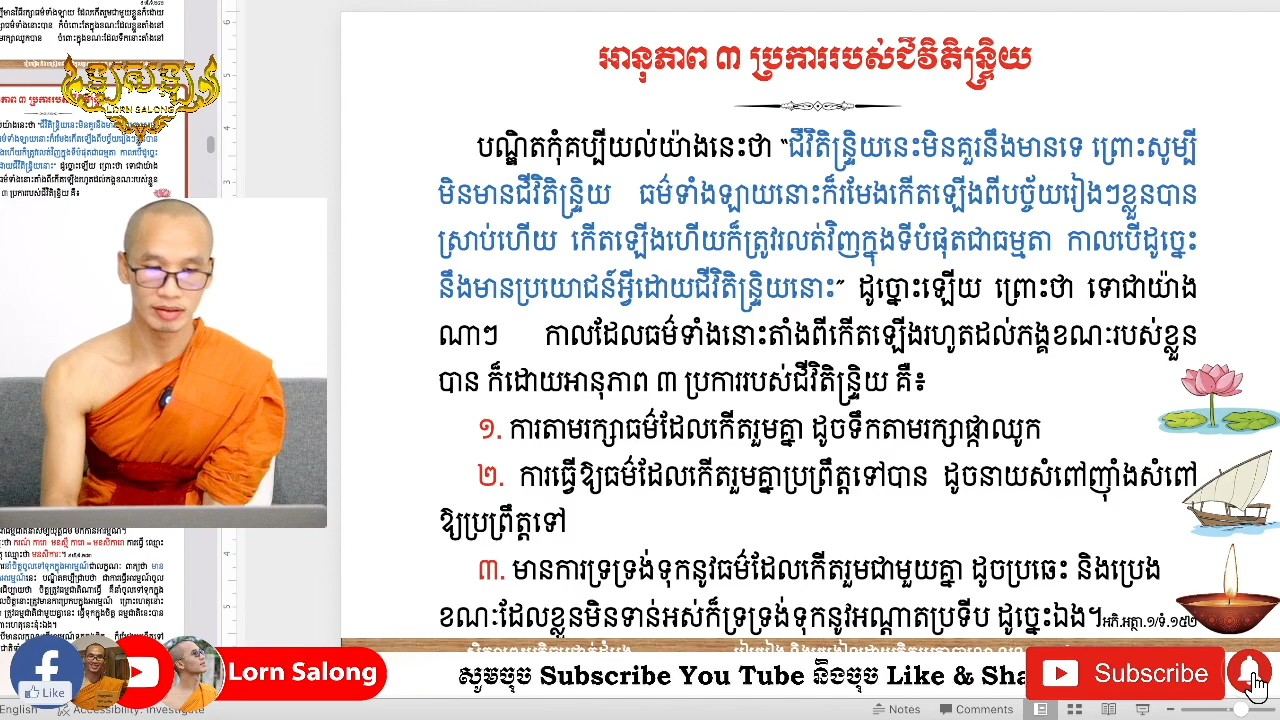 អានុភាព ៣ ប្រការរបស់ជីវិតិន្ទ្រិយ
បណ្ឌិតកុំគប្បីយល់យ៉ាងនេះថា “ជីវិតិន្ទ្រិយនេះមិនគួរនឹងមានទេ ព្រោះសូម្បី
មិនមានជីវិតិន្ទ្រិយ ធម៌ទាំងឡាយនោះក៏រមែងកើតឡើងពីបច្ច័យរៀងៗខ្លួនបាន
ស្រាប់ហើយ កើតឡើងហើយក៏ត្រូវរលត់វិញក្នុងទីបំផុតជាធម្មតា កាលបើដូច្នេះ
នឹងមានប្រយោជន៍អ្វីដោយជីវិតិន្ទ្រិយនោះ” ដូច្នោះឡើយ ព្រោះថា ទោជាយ៉ាង
ណាៗ កាលដែលធម៌ទាំងនោះតាំងពីកើតឡើងរហូតដល់ភង្គខណៈរបស់ខ្លួន
បាន ក៏ដោយអានុភាព ៣ ប្រការរបស់ជីវិតិន្ទ្រិយ គឺ៖
១. ការតាមរក្សាធម៌ដែលកើតរួមគ្នា ដូចទឹកតាមរក្សាផ្កាឈូក
២. ការធ្វើឱ្យធម៌ដែលកើតរួមគ្នាប្រព្រឹត្តទៅបាន ដូចនាយសំពៅញ៉ាំងសំពៅ
ឱ្យប្រព្រឹត្តទៅ
៣. មានការទ្រទ្រង់ទុកនូវធម៌ដែលកើតរួមជាមួយគ្នា ដូចប្រឆេះ និងប្រេង
ខណៈដែលខ្លួនមិនទាន់អស់ក៏ទ្រទ្រង់ទុកនូវអណ្តាតប្រទីប ដូច្នេះឯង។ អភិ.អដ្ឋា.១/ទំ.១៥២
LORN SALONG
Like
Lorn Salong
សូមចុច Subscribe You Tube និងចុច Like & Sha
Subscribe
English
Accessibility: Investigate
Notes
Comments